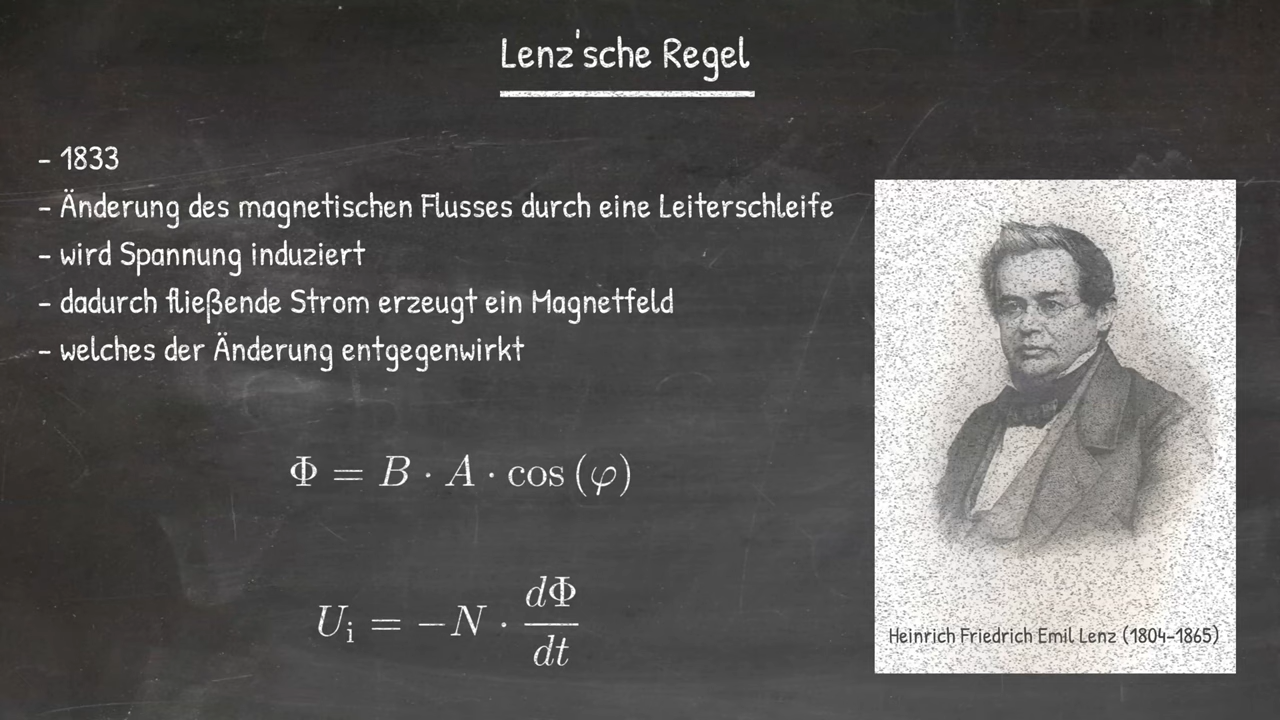 Lenz'sche Regel
- 1833
- Änderung des magnetischen Flusses durch eine Leiterschleife
- wird Spannung induziert
- dadurch fließende Strom erzeugt ein Magnetfeld
- welches der Änderung entgegenwirkt
Φ = B · A · cos (φ)
U_i = −N · dΦ/dt
Heinrich Friedrich Emil Lenz (1804-1865)